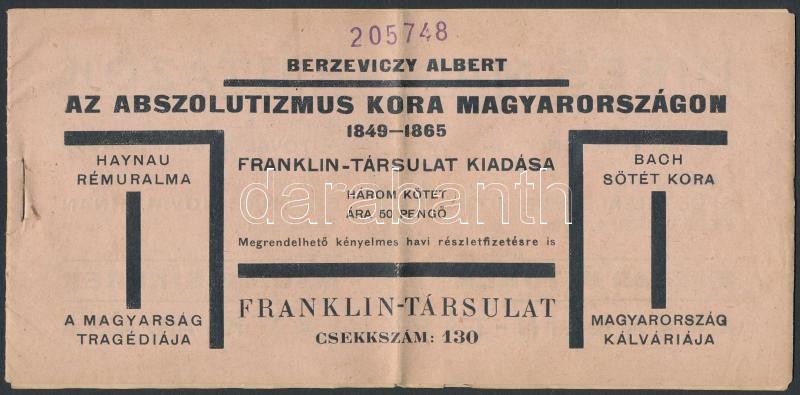 205748
BERZEVICZY ALBERT
AZ ABSZOLUTIZMUS KORA MAGYARORSZÁGON
1849—1865
HAYNAU
RÉMURALMA
A MAGYARSÁG
TRAGÉDIÁJA
FRANKLIN-TÁRSULAT KIADÁSA
HÁROM KÖTET
ÁRA 50 PENGŐ
Megrendelhető kényelmes havi részletfizetésre is
FRANKLIN-TÁRSULAT
CSEKKSZÁM: 130
BACH
SÖTÉT KORA
MAGYARORSZÁG
KÁLVÁRIÁJA
darabanth